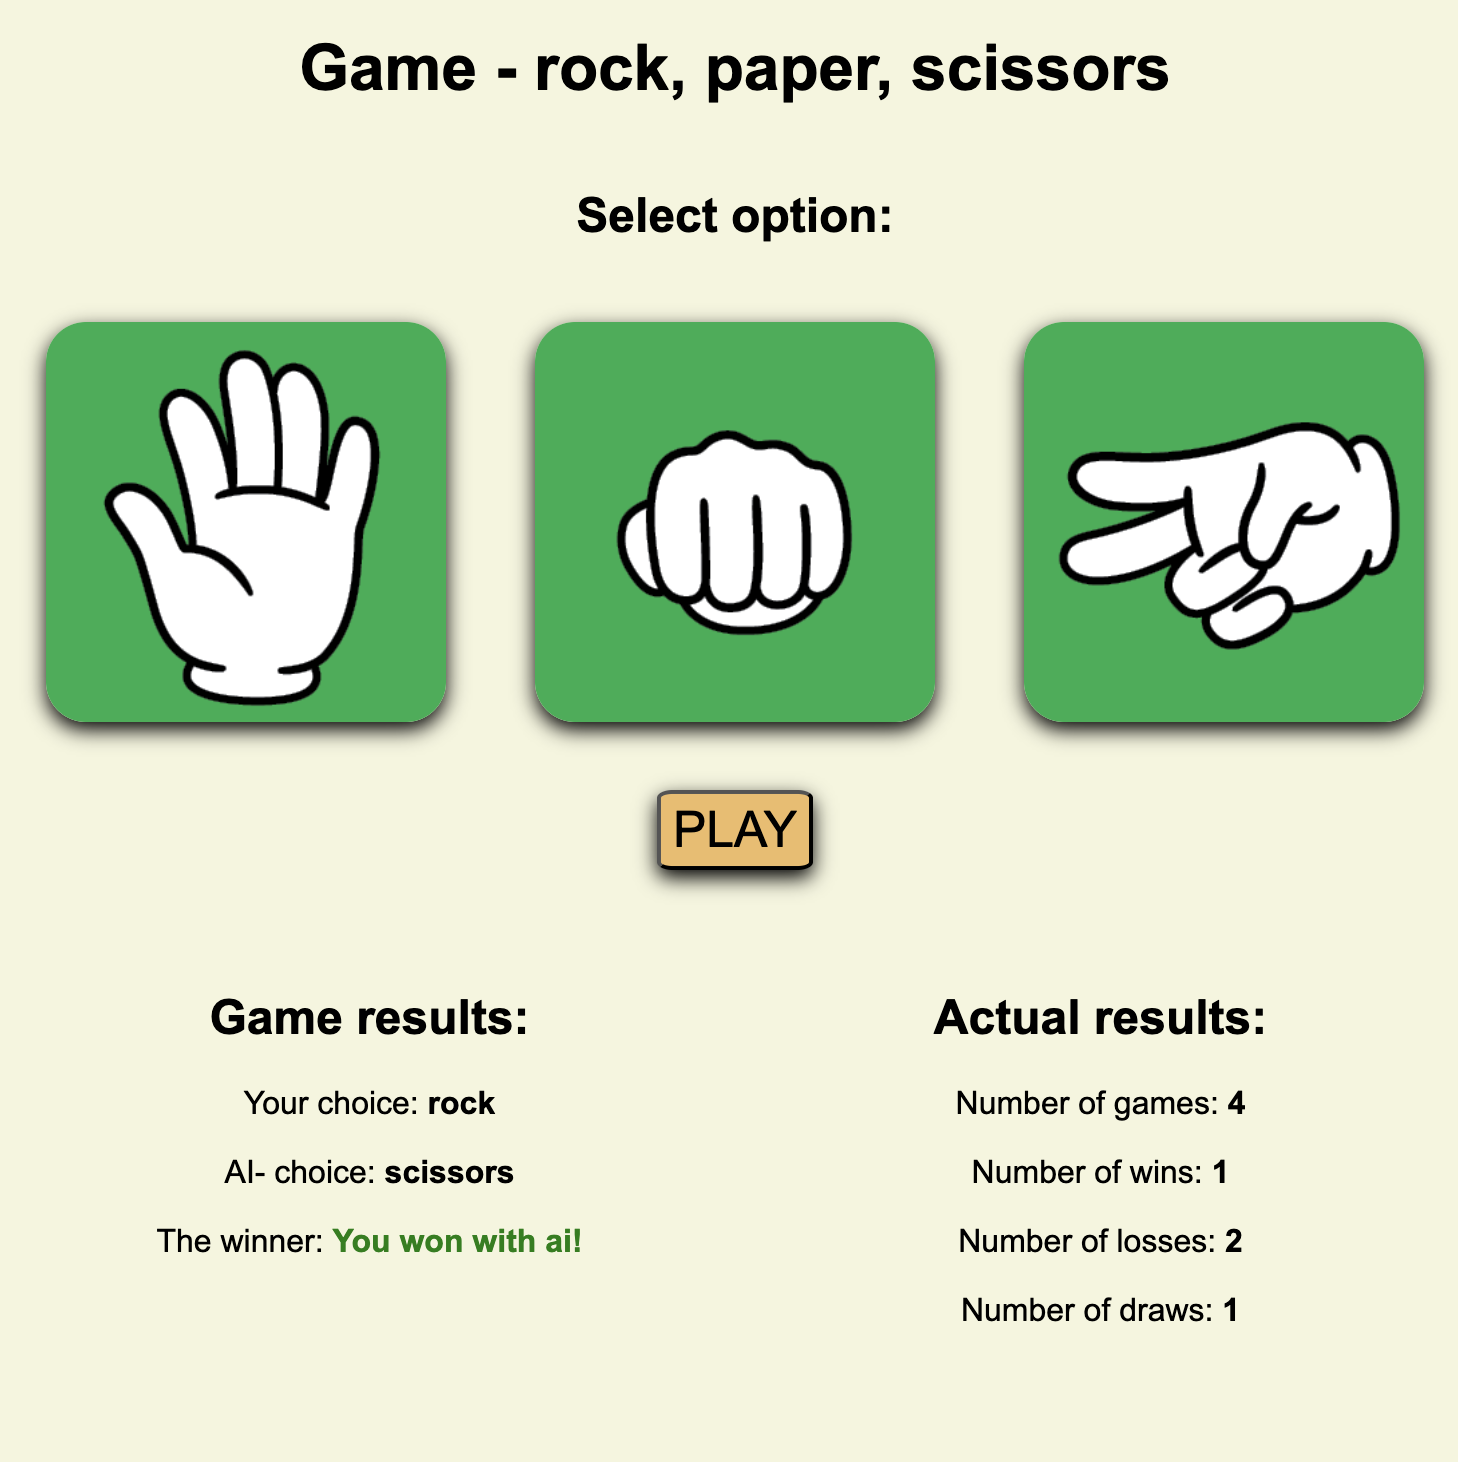 Game - rock, paper, scissors
Select option:
PLAY
Game results:
Your choice: rock
AI- choice: scissors
The winner: You won with ai!
Actual results:
Number of games: 4
Number of wins: 1
Number of losses: 2
Number of draws: 1